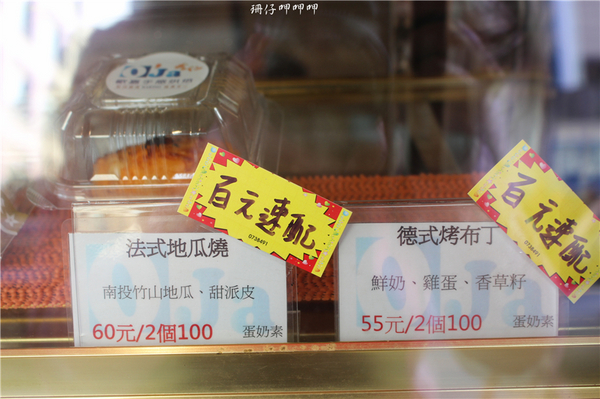 珊仔呷呷呷
O'Ja
百元速配
0736491
百元速配
法式地瓜燒
南投竹山地瓜、甜派皮
60元/2個100
蛋奶素
德式烤布丁
鮮奶、雞蛋、香草籽
55元/2個100
蛋奶素